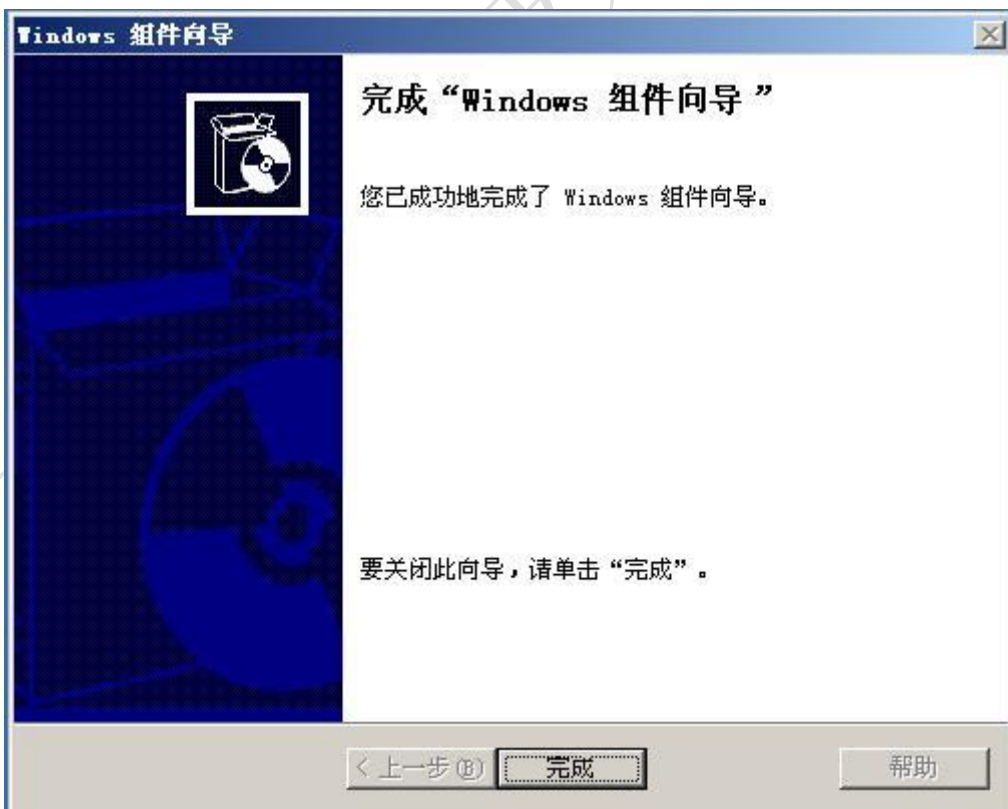 Windows 组件向导
完成“Windows 组件向导”
您已成功地完成了 Windows 组件向导。
要关闭此向导，请单击“完成”。
< 上一步(B) 完成 帮助